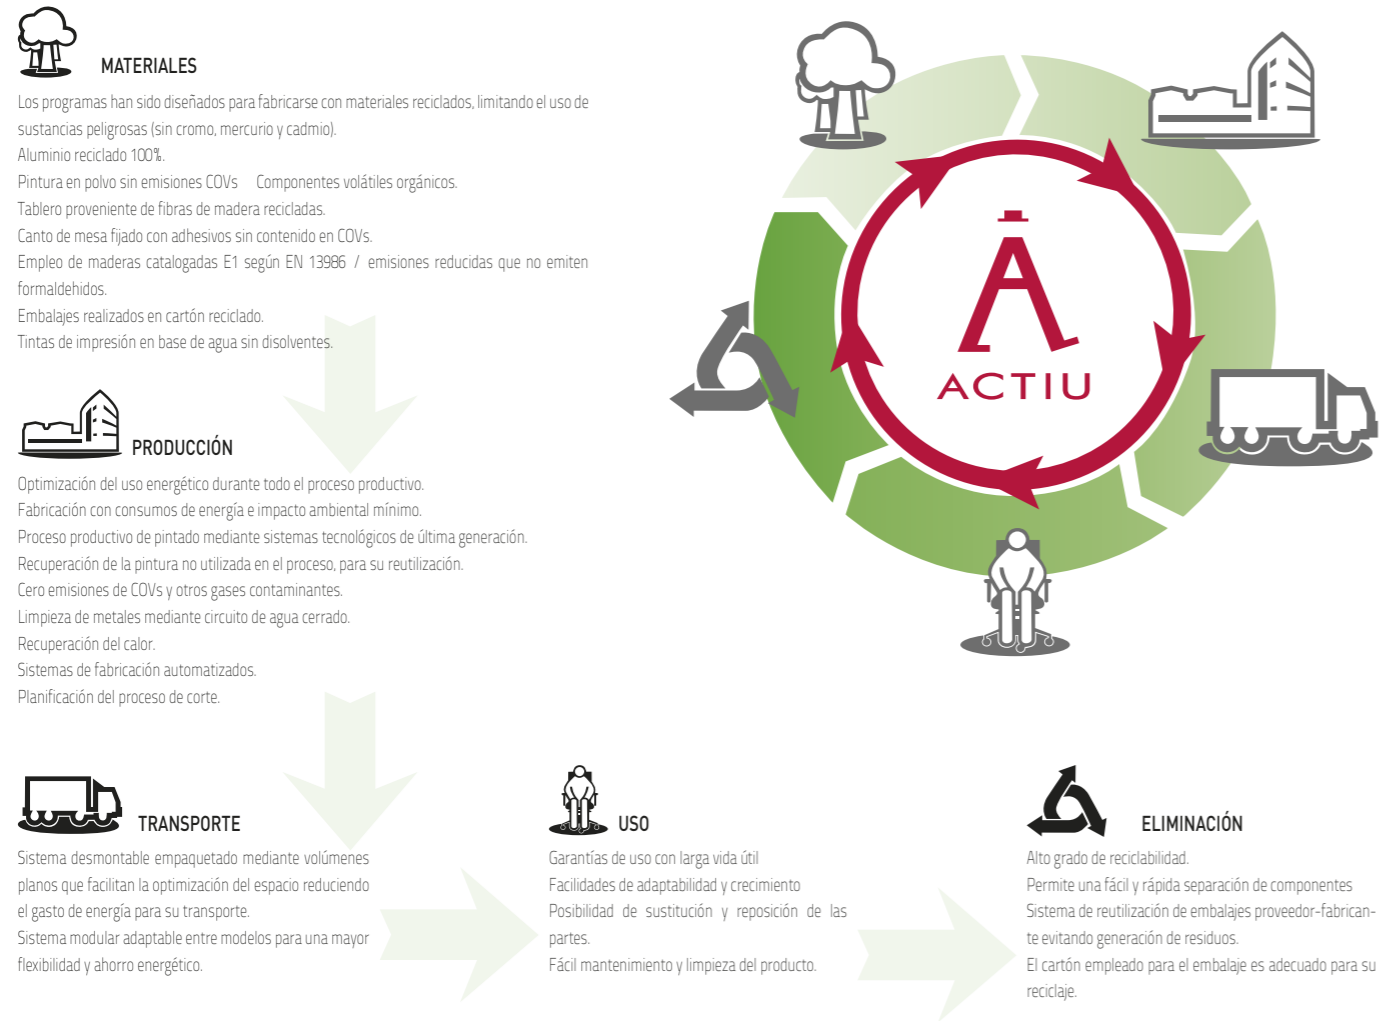 MATERIALES
Los programas han sido diseñados para fabricarse con materiales reciclados, limitando el uso de
sustancias peligrosas (sin cromo, mercurio y cadmio).
Aluminio reciclado 100%.
Pintura en polvo sin emisiones COVs Componentes volátiles orgánicos.
Tablero proveniente de fibras de madera recicladas.
Canto de mesa fijado con adhesivos sin contenido en COVs.
Empleo de maderas catalogadas E1 según EN 13986 / emisiones reducidas que no emiten
formaldehidos.
Embalajes realizados en cartón reciclado.
Tintas de impresión en base de agua sin disolventes.
ACTIU
PRODUCCIÓN
Optimización del uso energético durante todo el proceso productivo.
Fabricación con consumos de energía e impacto ambiental mínimo.
Proceso productivo de pintado mediante sistemas tecnológicos de última generación.
Recuperación de la pintura no utilizada en el proceso, para su reutilización.
Cero emisiones de COVs y otros gases contaminantes.
Limpieza de metales mediante circuito de agua cerrado.
Recuperación del calor.
Sistemas de fabricación automatizados.
Planificación del proceso de corte.
TRANSPORTE
Sistema desmontable empaquetado mediante volúmenes
planos que facilitan la optimización del espacio reduciendo
el gasto de energía para su transporte.
Sistema modular adaptable entre modelos para una mayor
flexibilidad y ahorro energético.
USO
Garantías de uso con larga vida útil
Facilidades de adaptabilidad y crecimiento
Posibilidad de sustitución y reposición de las
partes.
Fácil mantenimiento y limpieza del producto.
ELIMINACIÓN
Alto grado de reciclabilidad.
Permite una fácil y rápida separación de componentes
Sistema de reutilización de embalajes proveedor-fabrican-
te evitando generación de residuos.
El cartón empleado para el embalaje es adecuado para su
reciclaje.